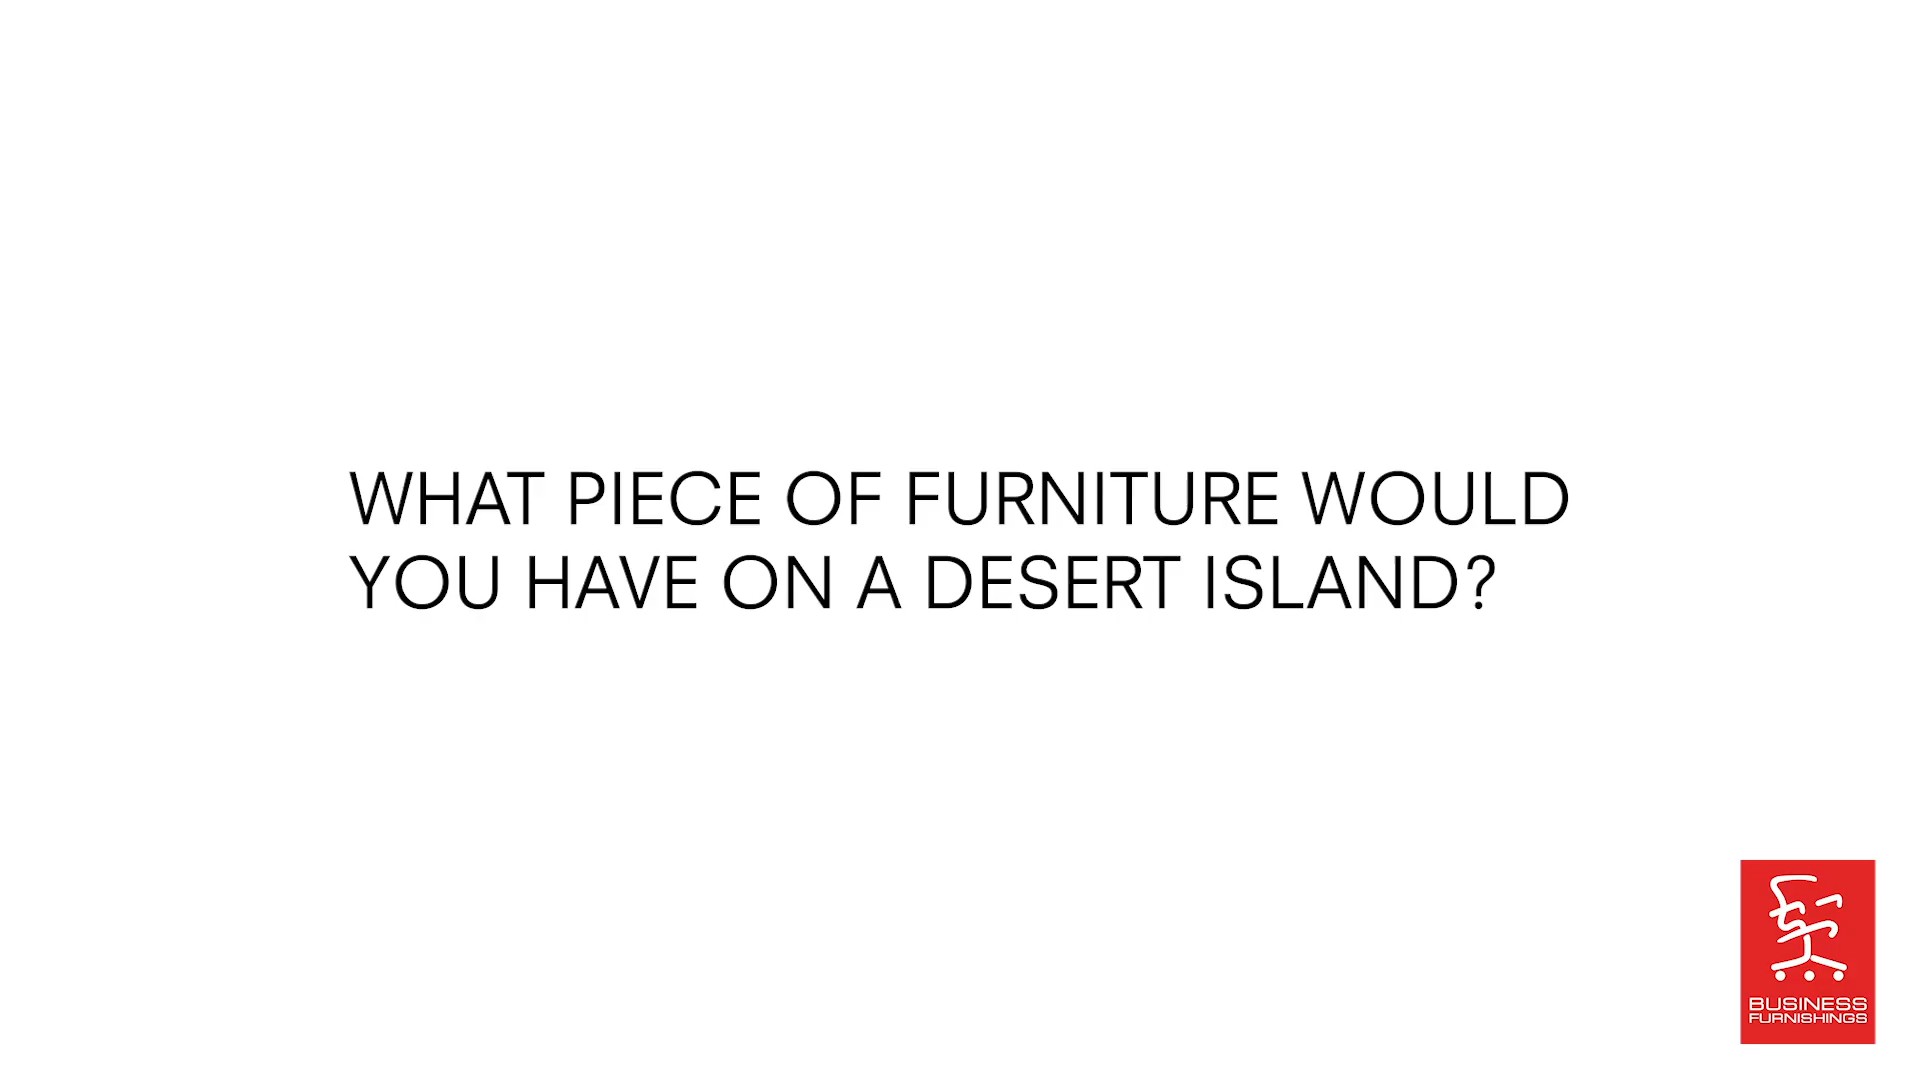 WHAT PIECE OF FURNITURE WOULD
YOU HAVE ON A DESERT ISLAND?
BUSINESS
FURNISHINGS